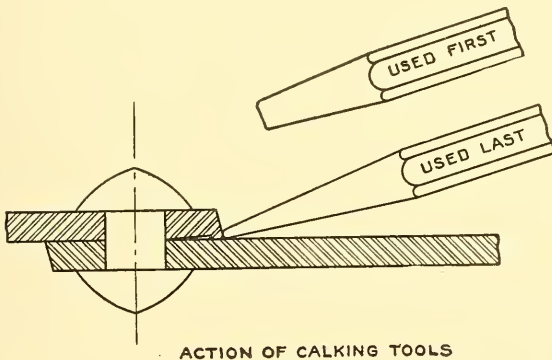 USED FIRST
USED LAST
ACTION OF CALKING TOOLS